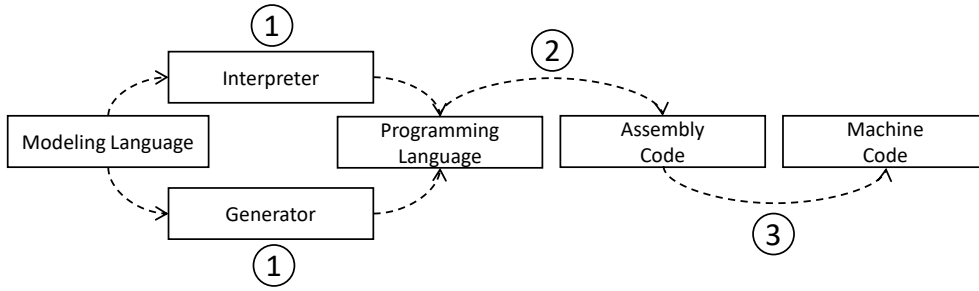 1
Interpreter
2
Modeling Language
Programming
Language
Assembly
Code
Machine
Code
Generator
1
3